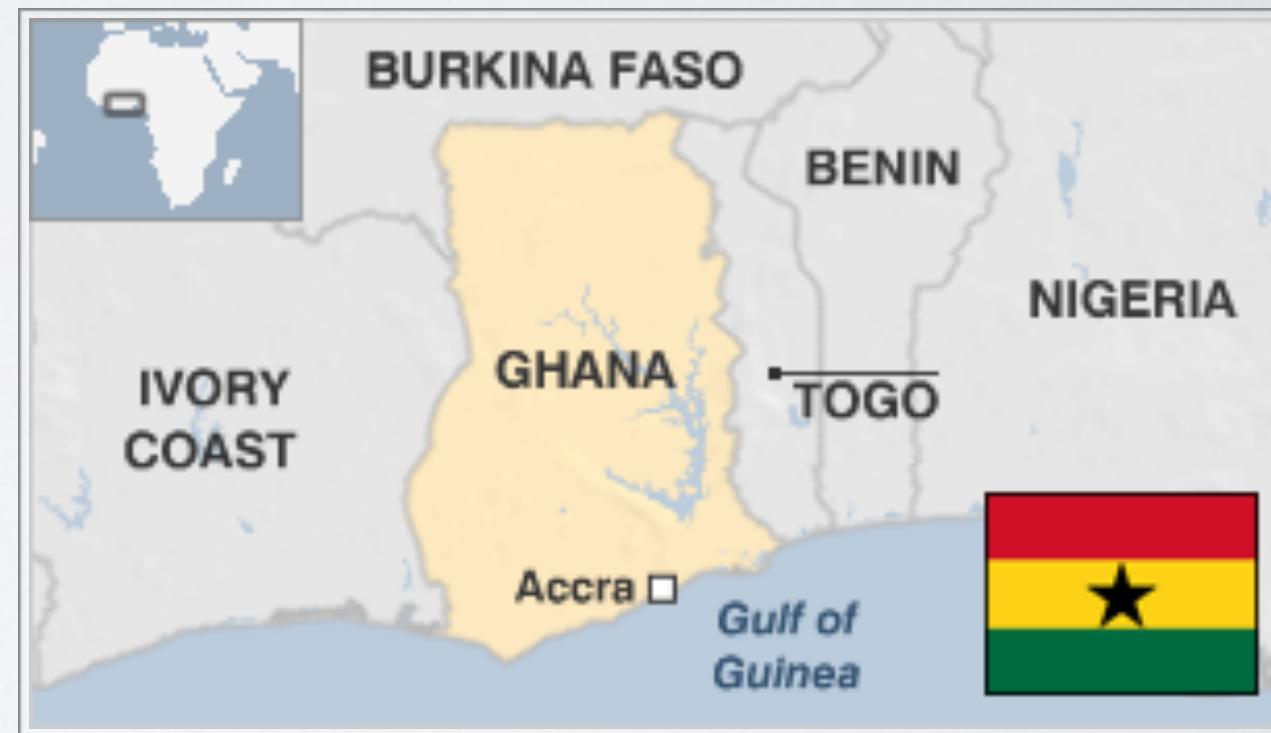 BURKINA FASO
BENIN
NIGERIA
GHANA
IVORY
COAST
TOGO
Accra
Gulf of
Guinea